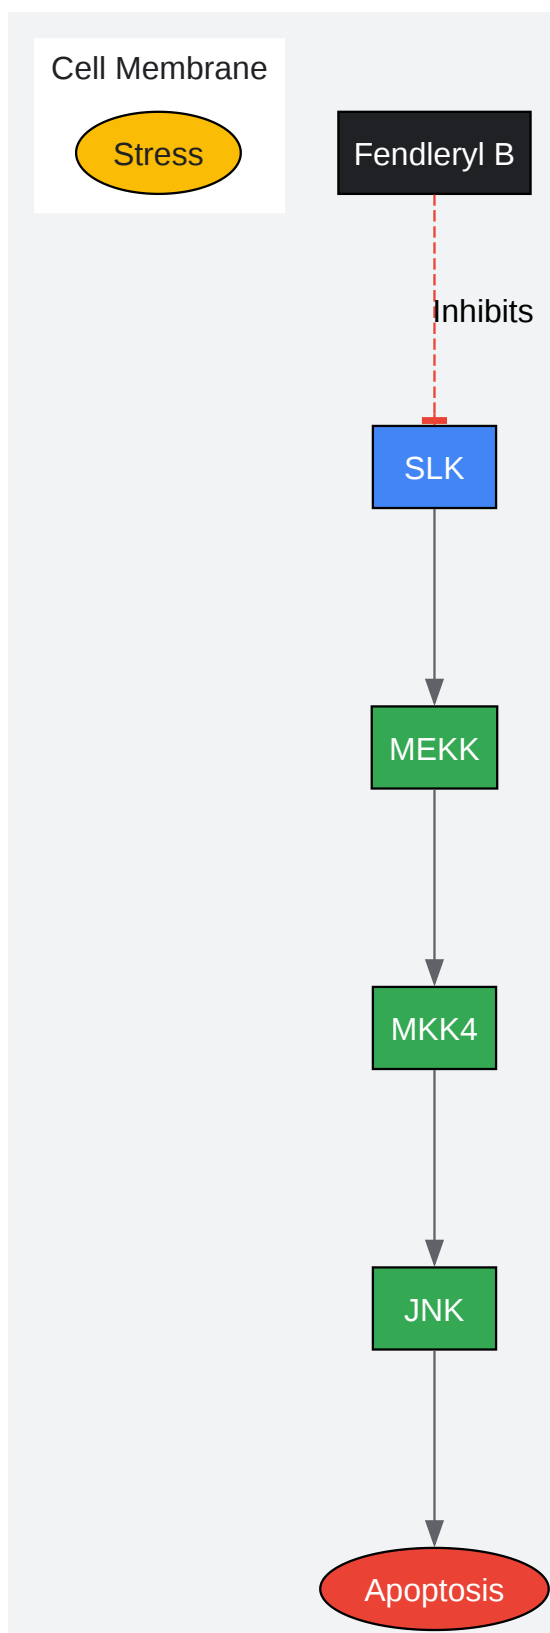 Cell Membrane
Stress
Fendleryl B
Inhibits
SLK
MEKK
MKK4
JNK
Apoptosis